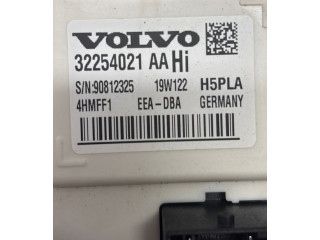 VOLVO
32254021 AA Hi
S/N:90812325 19W122 H5PLA
4HMFF1 EEA-DBA GERMANY